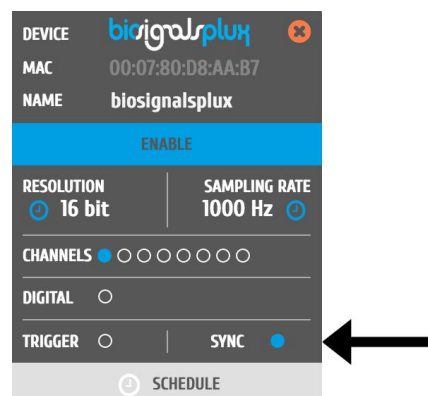 DEVICE biosignalsplux
MAC 00:07:80:D8:AA:B7
NAME biosignalsplux
ENABLE
RESOLUTION SAMPLING RATE
16 bit 1000 Hz
CHANNELS
DIGITAL
TRIGGER SYNC
SCHEDULE